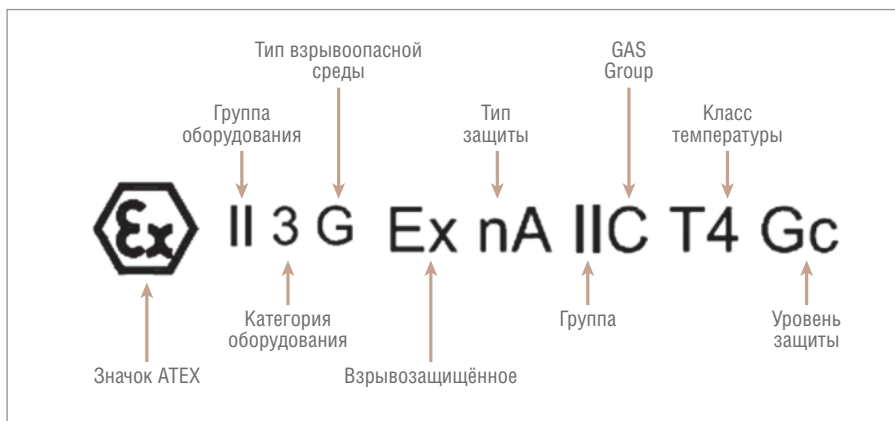 Тип взрывоопасной
среды
GAS
Group
Группа
оборудования
Тип
защиты
Класс
температуры
Ex II 3 G Ex nA IIC T4 Gc
Категория
оборудования
Группа
Уровень
защиты
Значок ATEX
Взрывозащищённое